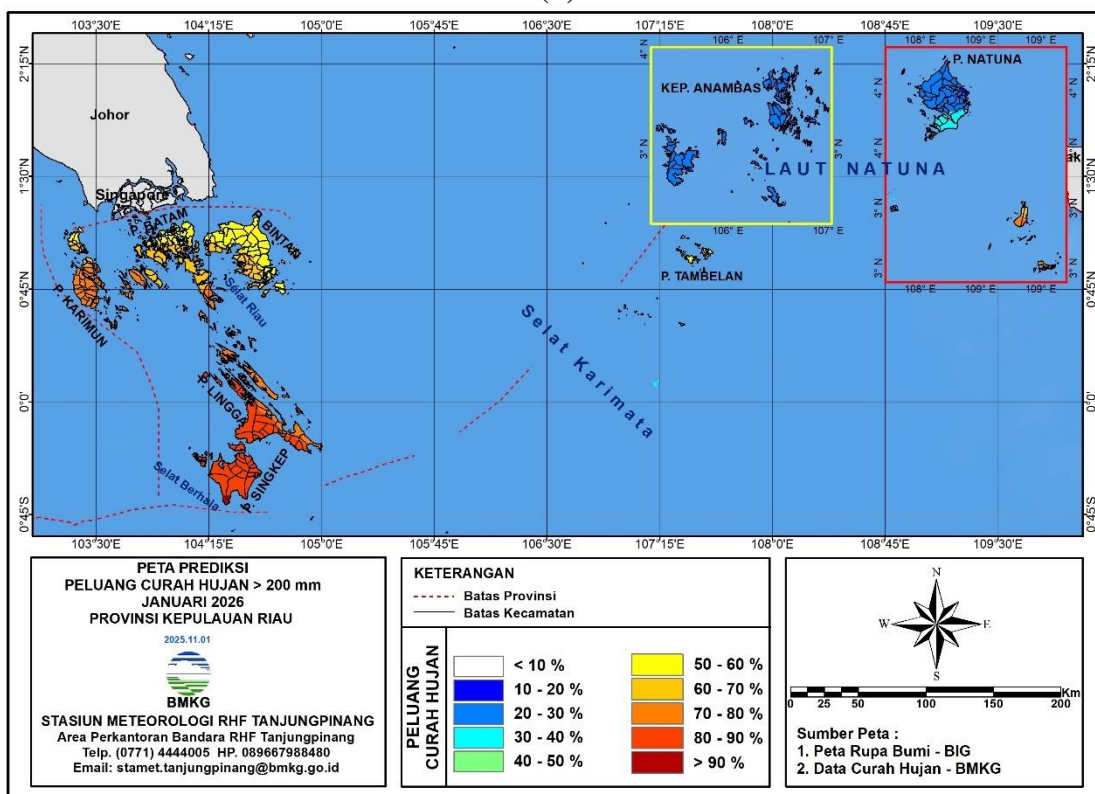 103°30'E 104°15'E 105°0'E 105°45'E 106°30'E 107°15'E 108°0'E 108°45'E 109°30'E
2°15'N 1°30'N 0°45'N 0°0' 0°45'S
Johor
Singapore
P. BATAM
P. BINTAN
P. KARIMUN
Selat Riau
P. LINGGA
P. SINGKEP
Selat Berhala
Selat Karimata
P. TAMBELAN
106° E 107° E
4° N
3° N
KEP. ANAMBAS
3° N
106° E 107° E
LAUT NATUNA
108° E 109° E 109° E
P. NATUNA
4° N 4° N
4° N 4° N
3° N 3° N
3° N 3° N
108° E 109° E 109° E
ak
2°15'N 1°30'N 0°45'N 0°0' 0°45'S
103°30'E 104°15'E 105°0'E 105°45'E 106°30'E 107°15'E 108°0'E 108°45'E 109°30'E
PETA PREDIKSI
PELUANG CURAH HUJAN > 200 mm
JANUARI 2026
PROVINSI KEPULAUAN RIAU
2025.11.01
BMKG
STASIUN METEOROLOGI RHF TANJUNGPINANG
Area Perkantoran Bandara RHF Tanjungpinang
Telp. (0771) 4444005 HP. 089667988480
Email: stamet.tanjungpinang@bmkg.go.id
KETERANGAN
Batas Provinsi
Batas Kecamatan
PELUANG
CURAH HUJAN
< 10 %
10 - 20 %
20 - 30 %
30 - 40 %
40 - 50 %
50 - 60 %
60 - 70 %
70 - 80 %
80 - 90 %
> 90 %
N
W E
S
Km
0 25 50 100 150 200
Sumber Peta :
1. Peta Rupa Bumi - BIG
2. Data Curah Hujan - BMKG